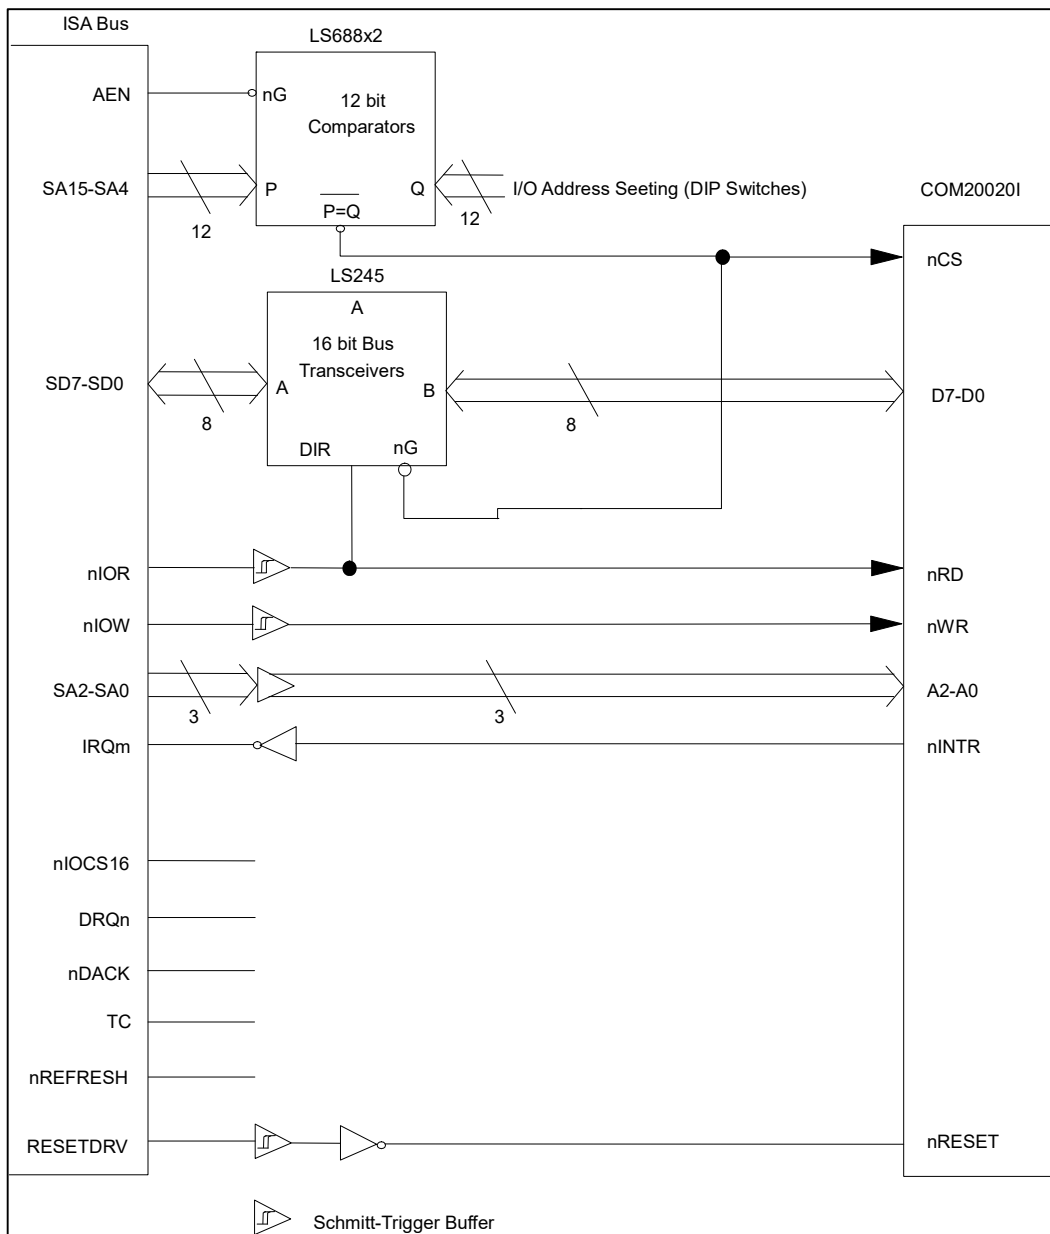 ISA Bus
LS688x2
AEN
nG
12 bit
Comparators
SA15-SA4
P
Q
I/O Address Seeting (DIP Switches)
COM20020I
12
P=Q
12
nCS
LS245
A
16 bit Bus
Transceivers
SD7-SD0
A
B
D7-D0
8
8
DIR
nG
nIOR
nRD
nIOW
nWR
SA2-SA0
A2-A0
3
3
IRQm
nINTR
nIOCS16
DRQn
nDACK
TC
nREFRESH
RESETDRV
nRESET
Schmitt-Trigger Buffer